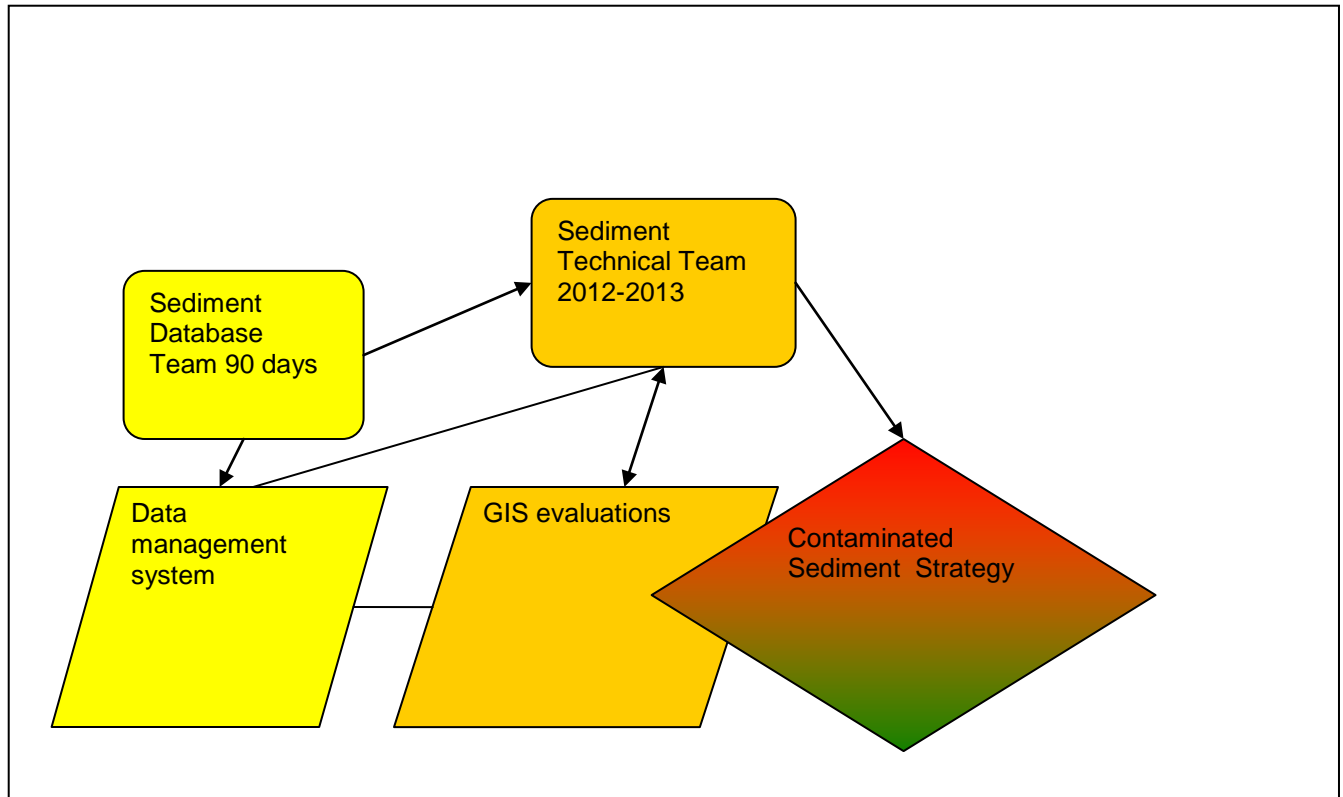 Sediment
Database
Team 90 days
Sediment
Technical Team
2012-2013
Data
management
system
GIS evaluations
Contaminated
Sediment Strategy